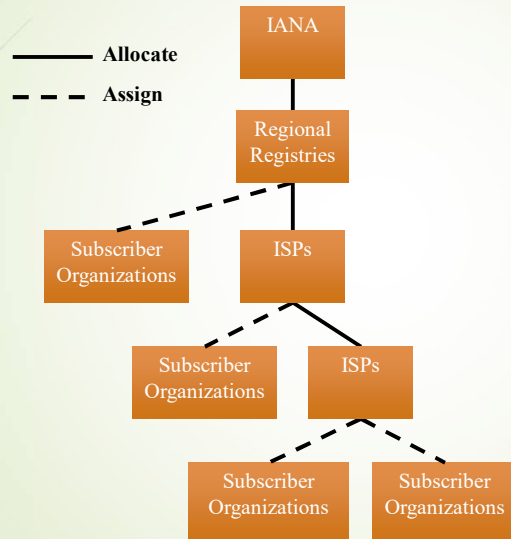 IANA
Allocate
Assign
Regional
Registries
Subscriber
Organizations
ISPs
Subscriber
Organizations
ISPs
Subscriber
Organizations
Subscriber
Organizations